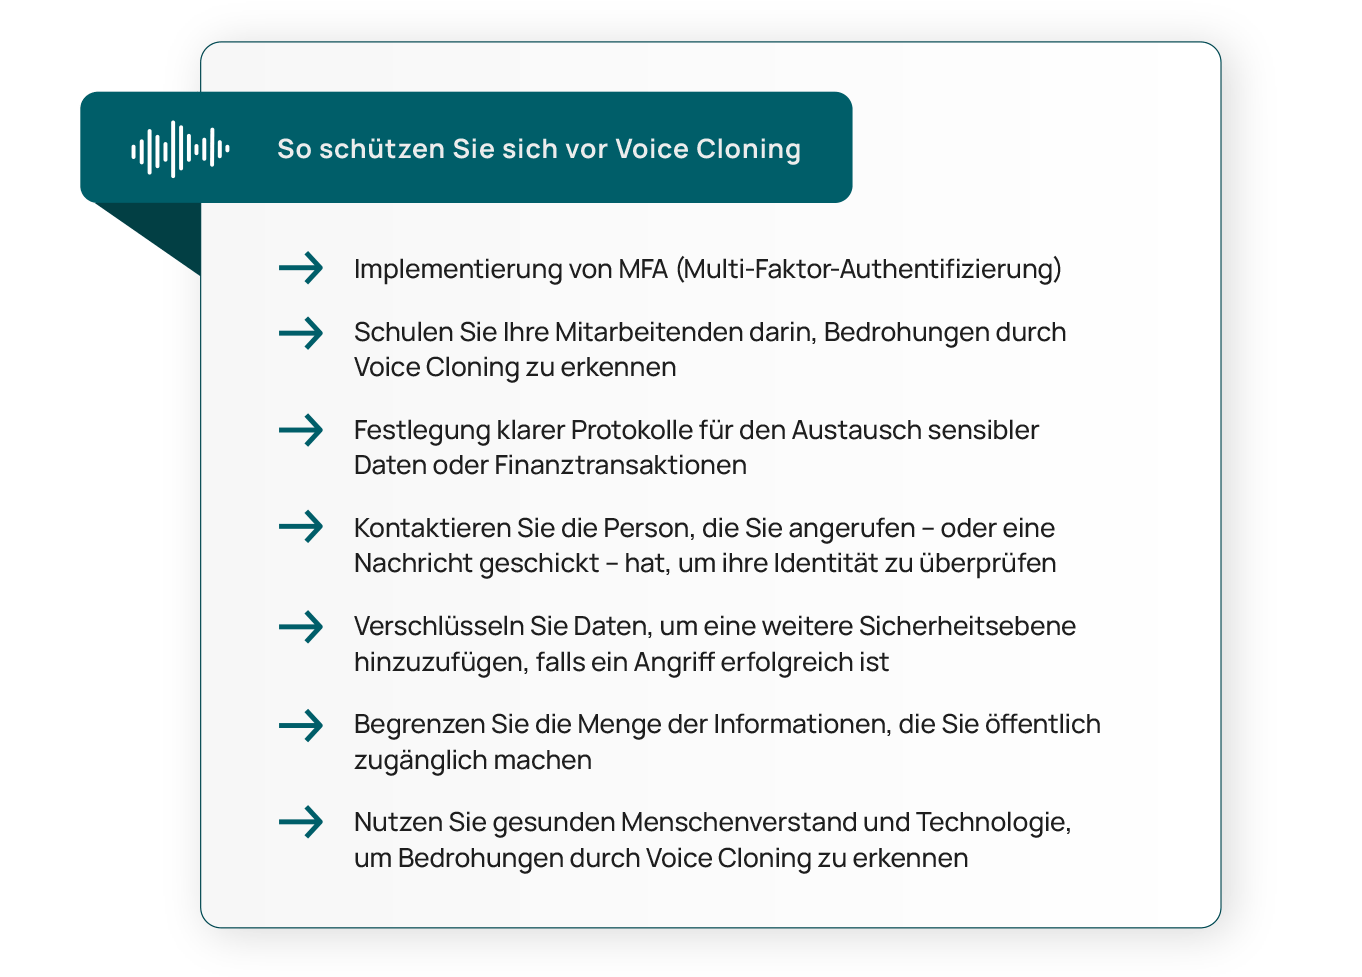 So schützen Sie sich vor Voice Cloning
Implementierung von MFA (Multi-Faktor-Authentifizierung)
Schulen Sie Ihre Mitarbeitenden darin, Bedrohungen durch
Voice Cloning zu erkennen
Festlegung klarer Protokolle für den Austausch sensibler
Daten oder Finanztransaktionen
Kontaktieren Sie die Person, die Sie angerufen – oder eine
Nachricht geschickt – hat, um ihre Identität zu überprüfen
Verschlüsseln Sie Daten, um eine weitere Sicherheitsebene
hinzuzufügen, falls ein Angriff erfolgreich ist
Begrenzen Sie die Menge der Informationen, die Sie öffentlich
zugänglich machen
Nutzen Sie gesunden Menschenverstand und Technologie,
um Bedrohungen durch Voice Cloning zu erkennen